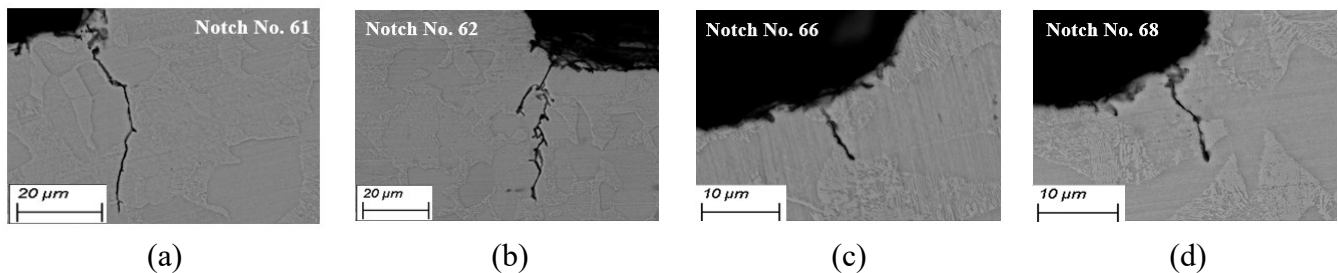 Notch No. 61
20 µm
(a)
Notch No. 62
20 µm
(b)
Notch No. 66
10 µm
(c)
Notch No. 68
10 µm
(d)